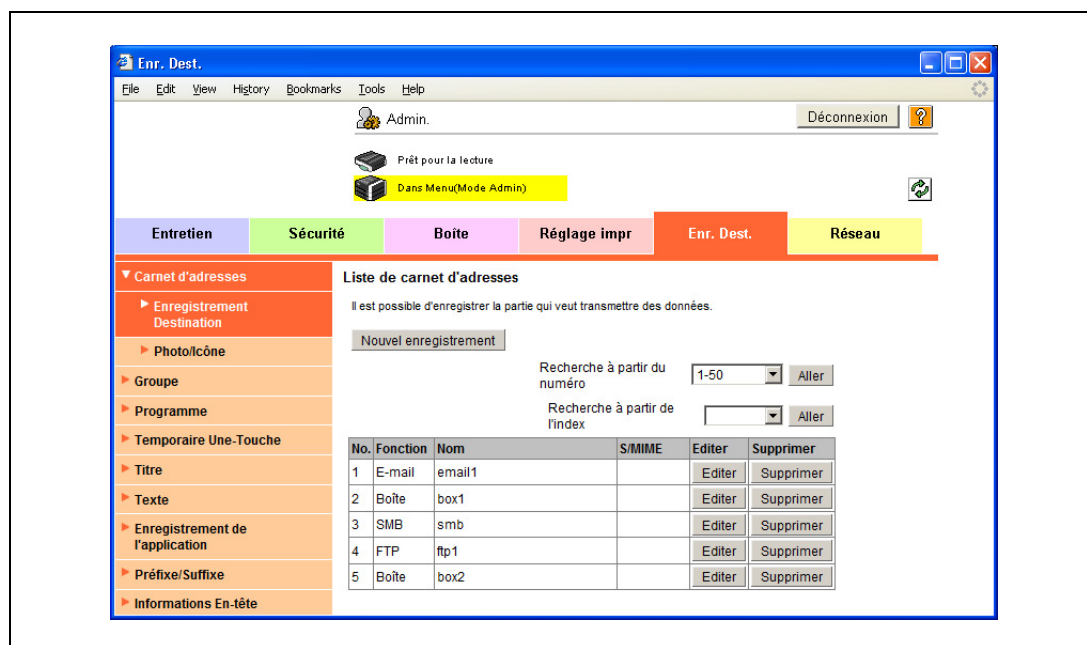 Enr. Dest.
File Edit View History Bookmarks Tools Help
Admin.
Déconnexion ?
Prêt pour la lecture
Dans Menu(Mode Admin)
Entretien Sécurité Boîte Réglage impr Enr. Dest. Réseau
Carnet d'adresses
Enregistrement
Destination
Photo/Icône
Groupe
Programme
Temporaire Une-Touche
Titre
Texte
Enregistrement de
l'application
Préfixe/Suffixe
Informations En-tête
Liste de carnet d'adresses
Il est possible d'enregistrer la partie qui veut transmettre des données.
Nouvel enregistrement
Recherche à partir du
numéro
1-50 Aller
Recherche à partir de
l'index
Aller
No. Fonction Nom S/MIME Editer Supprimer
1 E-mail email1 Editer Supprimer
2 Boîte box1 Editer Supprimer
3 SMB smb Editer Supprimer
4 FTP ftp1 Editer Supprimer
5 Boîte box2 Editer Supprimer